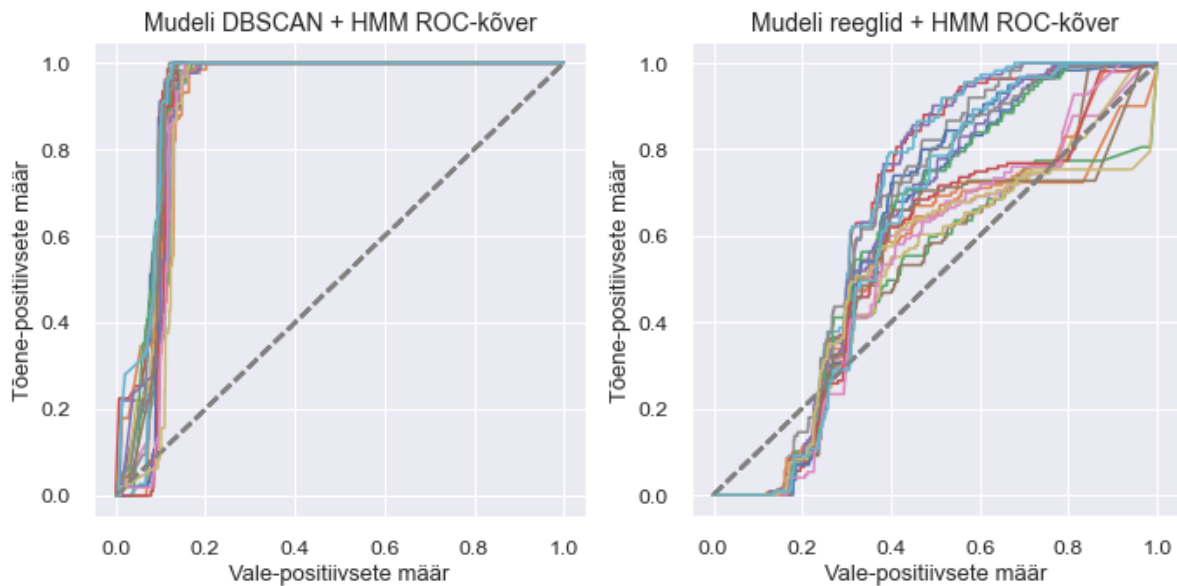 Mudeli DBSCAN + HMM ROC-kõver
1.0
0.8
0.6
0.4
0.2
0.0
Tõene-positiivsete määr
0.0 0.2 0.4 0.6 0.8 1.0
Vale-positiivsete määr
Mudeli reeglid + HMM ROC-kõver
1.0
0.8
0.6
0.4
0.2
0.0
Tõene-positiivsete määr
0.0 0.2 0.4 0.6 0.8 1.0
Vale-positiivsete määr